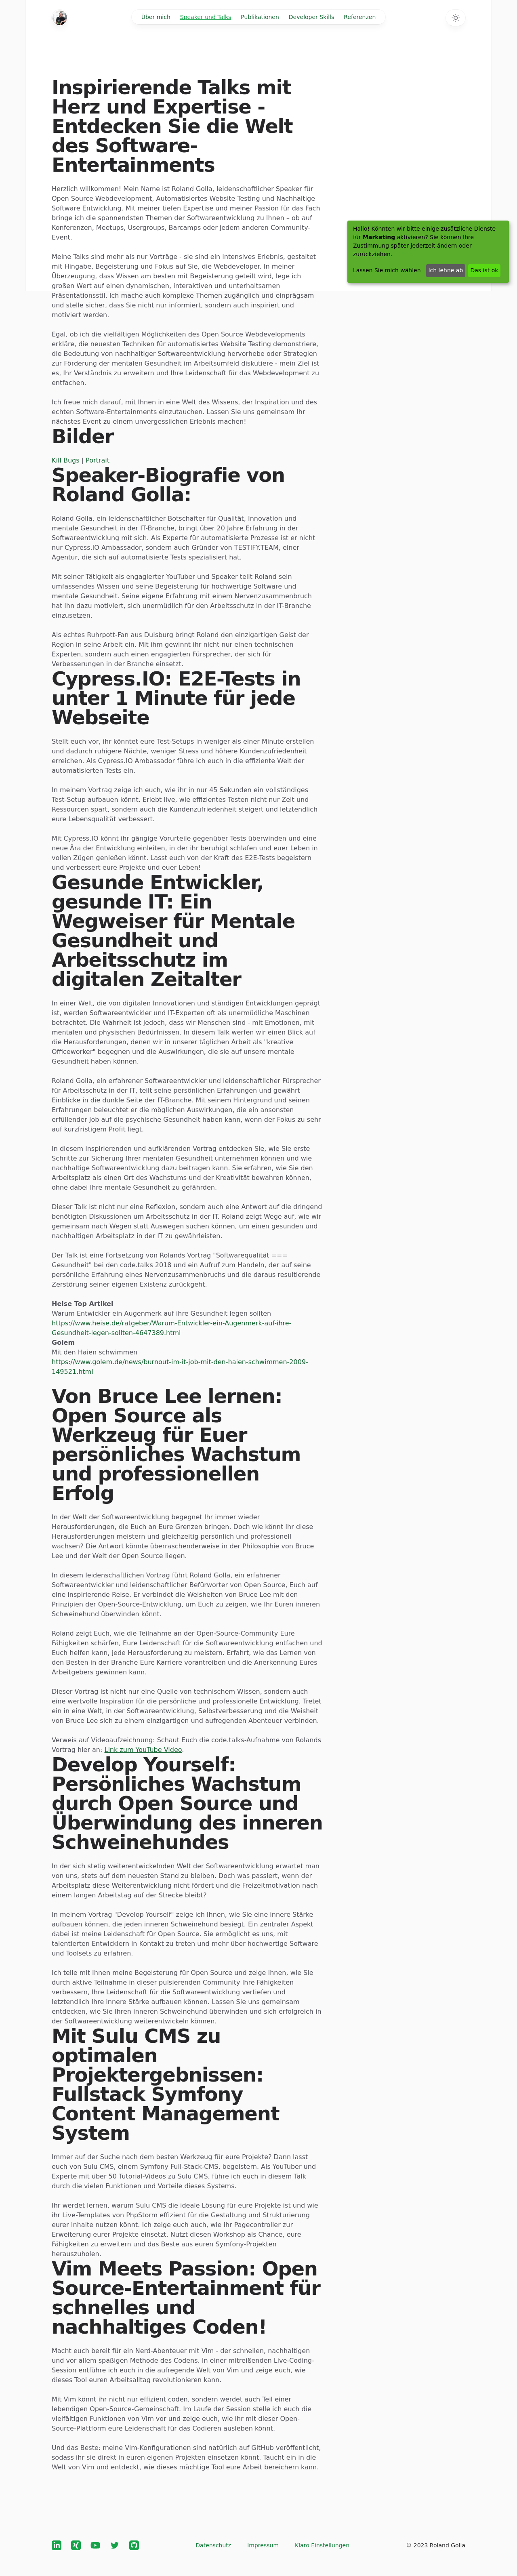 Über mich
Speaker und Talks
Publikationen
Developer Skills
Referenzen
Inspirierende Talks mit
Herz und Expertise -
Entdecken Sie die Welt
des Software-
Entertainments
Herzlich willkommen! Mein Name ist Roland Golla, leidenschaftlicher Speaker für
Open Source Webdevelopment, Automatisiertes Website Testing und Nachhaltige
Software Entwicklung. Mit meiner tiefen Expertise und meiner Passion für das Fach
bringe ich die spannendsten Themen der Softwareentwicklung zu Ihnen – ob auf
Konferenzen, Meetups, Usergroups, Barcamps oder jedem anderen Community-
Event.
Meine Talks sind mehr als nur Vorträge - sie sind ein intensives Erlebnis, gestaltet
mit Hingabe, Begeisterung und Fokus auf Sie, die Webdeveloper. In meiner
Überzeugung, dass Wissen am besten mit Begeisterung geteilt wird, lege ich
großen Wert auf einen dynamischen, interaktiven und unterhaltsamen
Präsentationsstil. Ich mache auch komplexe Themen zugänglich und einprägsam
und stelle sicher, dass Sie nicht nur informiert, sondern auch inspiriert und
motiviert werden.
Egal, ob ich die vielfältigen Möglichkeiten des Open Source Webdevelopments
erkläre, die neuesten Techniken für automatisiertes Website Testing demonstriere,
die Bedeutung von nachhaltiger Softwareentwicklung hervorhebe oder Strategien
zur Förderung der mentalen Gesundheit im Arbeitsumfeld diskutiere - mein Ziel ist
es, Ihr Verständnis zu erweitern und Ihre Leidenschaft für das Webdevelopment zu
entfachen.
Ich freue mich darauf, mit Ihnen in eine Welt des Wissens, der Inspiration und des
echten Software-Entertainments einzutauchen. Lassen Sie uns gemeinsam Ihr
nächstes Event zu einem unvergesslichen Erlebnis machen!
Hallo! Könnten wir bitte einige zusätzliche Dienste
für Marketing aktivieren? Sie können Ihre
Zustimmung später jederzeit ändern oder
zurückziehen.
Lassen Sie mich wählen
Ich lehne ab
Das ist ok
Bilder
Kill Bugs | Portrait
Speaker-Biografie von
Roland Golla:
Roland Golla, ein leidenschaftlicher Botschafter für Qualität, Innovation und
mentale Gesundheit in der IT-Branche, bringt über 20 Jahre Erfahrung in der
Softwareentwicklung mit sich. Als Experte für automatisierte Prozesse ist er nicht
nur Cypress.IO Ambassador, sondern auch Gründer von TESTIFY.TEAM, einer
Agentur, die sich auf automatisierte Tests spezialisiert hat.
Mit seiner Tätigkeit als engagierter YouTuber und Speaker teilt Roland sein
umfassendes Wissen und seine Begeisterung für hochwertige Software und
mentale Gesundheit. Seine eigene Erfahrung mit einem Nervenzusammenbruch
hat ihn dazu motiviert, sich unermüdlich für den Arbeitsschutz in der IT-Branche
einzusetzen.
Als echtes Ruhrpott-Fan aus Duisburg bringt Roland den einzigartigen Geist der
Region in seine Arbeit ein. Mit ihm gewinnt ihr nicht nur einen technischen
Experten, sondern auch einen engagierten Fürsprecher, der sich für
Verbesserungen in der Branche einsetzt.
Cypress.IO: E2E-Tests in
unter 1 Minute für jede
Webseite
Stellt euch vor, ihr könntet eure Test-Setups in weniger als einer Minute erstellen
und dadurch ruhigere Nächte, weniger Stress und höhere Kundenzufriedenheit
erreichen. Als Cypress.IO Ambassador führe ich euch in die effiziente Welt der
automatisierten Tests ein.
In meinem Vortrag zeige ich euch, wie ihr in nur 45 Sekunden ein vollständiges
Test-Setup aufbauen könnt. Erlebt live, wie effizientes Testen nicht nur Zeit und
Ressourcen spart, sondern auch die Kundenzufriedenheit steigert und letztendlich
eure Lebensqualität verbessert.
Mit Cypress.IO könnt ihr gängige Vorurteile gegenüber Tests überwinden und eine
neue Ära der Entwicklung einleiten, in der ihr beruhigt schlafen und euer Leben in
vollen Zügen genießen könnt. Lasst euch von der Kraft des E2E-Tests begeistern
und verbessert eure Projekte und euer Leben!
Gesunde Entwickler,
gesunde IT: Ein
Wegweiser für Mentale
Gesundheit und
Arbeitsschutz im
digitalen Zeitalter
In einer Welt, die von digitalen Innovationen und ständigen Entwicklungen geprägt
ist, werden Softwareentwickler und IT-Experten oft als unermüdliche Maschinen
betrachtet. Die Wahrheit ist jedoch, dass wir Menschen sind - mit Emotionen, mit
mentalen und physischen Bedürfnissen. In diesem Talk werfen wir einen Blick auf
die Herausforderungen, denen wir in unserer täglichen Arbeit als "kreative
Officeworker" begegnen und die Auswirkungen, die sie auf unsere mentale
Gesundheit haben können.
Roland Golla, ein erfahrener Softwareentwickler und leidenschaftlicher Fürsprecher
für Arbeitsschutz in der IT, teilt seine persönlichen Erfahrungen und gewährt
Einblicke in die dunkle Seite der IT-Branche. Mit seinem Hintergrund und seinen
Erfahrungen beleuchtet er die möglichen Auswirkungen, die ein ansonsten
erfüllender Job auf die psychische Gesundheit haben kann, wenn der Fokus zu sehr
auf kurzfristigem Profit liegt.
In diesem inspirierenden und aufklärenden Vortrag entdecken Sie, wie Sie erste
Schritte zur Sicherung Ihrer mentalen Gesundheit unternehmen können und wie
nachhaltige Softwareentwicklung dazu beitragen kann. Sie erfahren, wie Sie den
Arbeitsplatz als einen Ort des Wachstums und der Kreativität bewahren können,
ohne dabei Ihre mentale Gesundheit zu gefährden.
Dieser Talk ist nicht nur eine Reflexion, sondern auch eine Antwort auf die dringend
benötigten Diskussionen um Arbeitsschutz in der IT. Roland zeigt Wege auf, wie wir
gemeinsam nach Wegen statt Auswegen suchen können, um einen gesunden und
nachhaltigen Arbeitsplatz in der IT zu gewährleisten.
Der Talk ist eine Fortsetzung von Rolands Vortrag "Softwarequalität ===
Gesundheit" bei den code.talks 2018 und ein Aufruf zum Handeln, der auf seine
persönliche Erfahrung eines Nervenzusammenbruchs und die daraus resultierende
Zerstörung seiner eigenen Existenz zurückgeht.
Heise Top Artikel
Warum Entwickler ein Augenmerk auf ihre Gesundheit legen sollten
https://www.heise.de/ratgeber/Warum-Entwickler-ein-Augenmerk-auf-ihre-
Gesundheit-legen-sollten-4647389.html
Golem
Mit den Haien schwimmen
https://www.golem.de/news/burnout-im-it-job-mit-den-haien-schwimmen-2009-
149521.html
Von Bruce Lee lernen:
Open Source als
Werkzeug für Euer
persönliches Wachstum
und professionellen
Erfolg
In der Welt der Softwareentwicklung begegnet Ihr immer wieder
Herausforderungen, die Euch an Eure Grenzen bringen. Doch wie könnt Ihr diese
Herausforderungen meistern und gleichzeitig persönlich und professionell
wachsen? Die Antwort könnte überraschenderweise in der Philosophie von Bruce
Lee und der Welt der Open Source liegen.
In diesem leidenschaftlichen Vortrag führt Roland Golla, ein erfahrener
Softwareentwickler und leidenschaftlicher Befürworter von Open Source, Euch auf
eine inspirierende Reise. Er verbindet die Weisheiten von Bruce Lee mit den
Prinzipien der Open-Source-Entwicklung, um Euch zu zeigen, wie Ihr Euren inneren
Schweinehund überwinden könnt.
Roland zeigt Euch, wie die Teilnahme an der Open-Source-Community Eure
Fähigkeiten schärfen, Eure Leidenschaft für die Softwareentwicklung entfachen und
Euch helfen kann, jede Herausforderung zu meistern. Erfahrt, wie das Lernen von
den Besten in der Branche Eure Karriere vorantreiben und die Anerkennung Eures
Arbeitgebers gewinnen kann.
Dieser Vortrag ist nicht nur eine Quelle von technischem Wissen, sondern auch
eine wertvolle Inspiration für die persönliche und professionelle Entwicklung. Tretet
ein in eine Welt, in der Softwareentwicklung, Selbstverbesserung und die Weisheit
von Bruce Lee sich zu einem einzigartigen und aufregenden Abenteuer verbinden.
Verweis auf Videoaufzeichnung: Schaut Euch die code.talks-Aufnahme von Rolands
Vortrag hier an: Link zum YouTube Video.
Develop Yourself:
Persönliches Wachstum
durch Open Source und
Überwindung des inneren
Schweinehundes
In der sich stetig weiterentwickelnden Welt der Softwareentwicklung erwartet man
von uns, stets auf dem neuesten Stand zu bleiben. Doch was passiert, wenn der
Arbeitsplatz diese Weiterentwicklung nicht fördert und die Freizeitmotivation nach
einem langen Arbeitstag auf der Strecke bleibt?
In meinem Vortrag "Develop Yourself" zeige ich Ihnen, wie Sie eine innere Stärke
aufbauen können, die jeden inneren Schweinehund besiegt. Ein zentraler Aspekt
dabei ist meine Leidenschaft für Open Source. Sie ermöglicht es uns, mit
talentierten Entwicklern in Kontakt zu treten und mehr über hochwertige Software
und Toolsets zu erfahren.
Ich teile mit Ihnen meine Begeisterung für Open Source und zeige Ihnen, wie Sie
durch aktive Teilnahme in dieser pulsierenden Community Ihre Fähigkeiten
verbessern, Ihre Leidenschaft für die Softwareentwicklung vertiefen und
letztendlich Ihre innere Stärke aufbauen können. Lassen Sie uns gemeinsam
entdecken, wie Sie Ihren inneren Schweinehund überwinden und sich erfolgreich in
der Softwareentwicklung weiterentwickeln können.
Mit Sulu CMS zu
optimalen
Projektergebnissen:
Fullstack Symfony
Content Management
System
Immer auf der Suche nach dem besten Werkzeug für eure Projekte? Dann lasst
euch von Sulu CMS, einem Symfony Full-Stack-CMS, begeistern. Als YouTuber und
Experte mit über 50 Tutorial-Videos zu Sulu CMS, führe ich euch in diesem Talk
durch die vielen Funktionen und Vorteile dieses Systems.
Ihr werdet lernen, warum Sulu CMS die ideale Lösung für eure Projekte ist und wie
ihr Live-Templates von PhpStorm effizient für die Gestaltung und Strukturierung
eurer Inhalte nutzen könnt. Ich zeige euch auch, wie ihr Pagecontroller zur
Erweiterung eurer Projekte einsetzt. Nutzt diesen Workshop als Chance, eure
Fähigkeiten zu erweitern und das Beste aus euren Symfony-Projekten
herauszuholen.
Vim Meets Passion: Open
Source-Entertainment für
schnelles und
nachhaltiges Coden!
Macht euch bereit für ein Nerd-Abenteuer mit Vim - der schnellen, nachhaltigen
und vor allem spaßigen Methode des Codens. In einer mitreißenden Live-Coding-
Session entführe ich euch in die aufregende Welt von Vim und zeige euch, wie
dieses Tool euren Arbeitsalltag revolutionieren kann.
Mit Vim könnt ihr nicht nur effizient coden, sondern werdet auch Teil einer
lebendigen Open-Source-Gemeinschaft. Im Laufe der Session stelle ich euch die
vielfältigen Funktionen von Vim vor und zeige euch, wie ihr mit dieser Open-
Source-Plattform eure Leidenschaft für das Codieren ausleben könnt.
Und das Beste: meine Vim-Konfigurationen sind natürlich auf GitHub veröffentlicht,
sodass ihr sie direkt in euren eigenen Projekten einsetzen könnt. Taucht ein in die
Welt von Vim und entdeckt, wie dieses mächtige Tool eure Arbeit bereichern kann.
Datenschutz
Impressum
Klaro Einstellungen
© 2023 Roland Golla